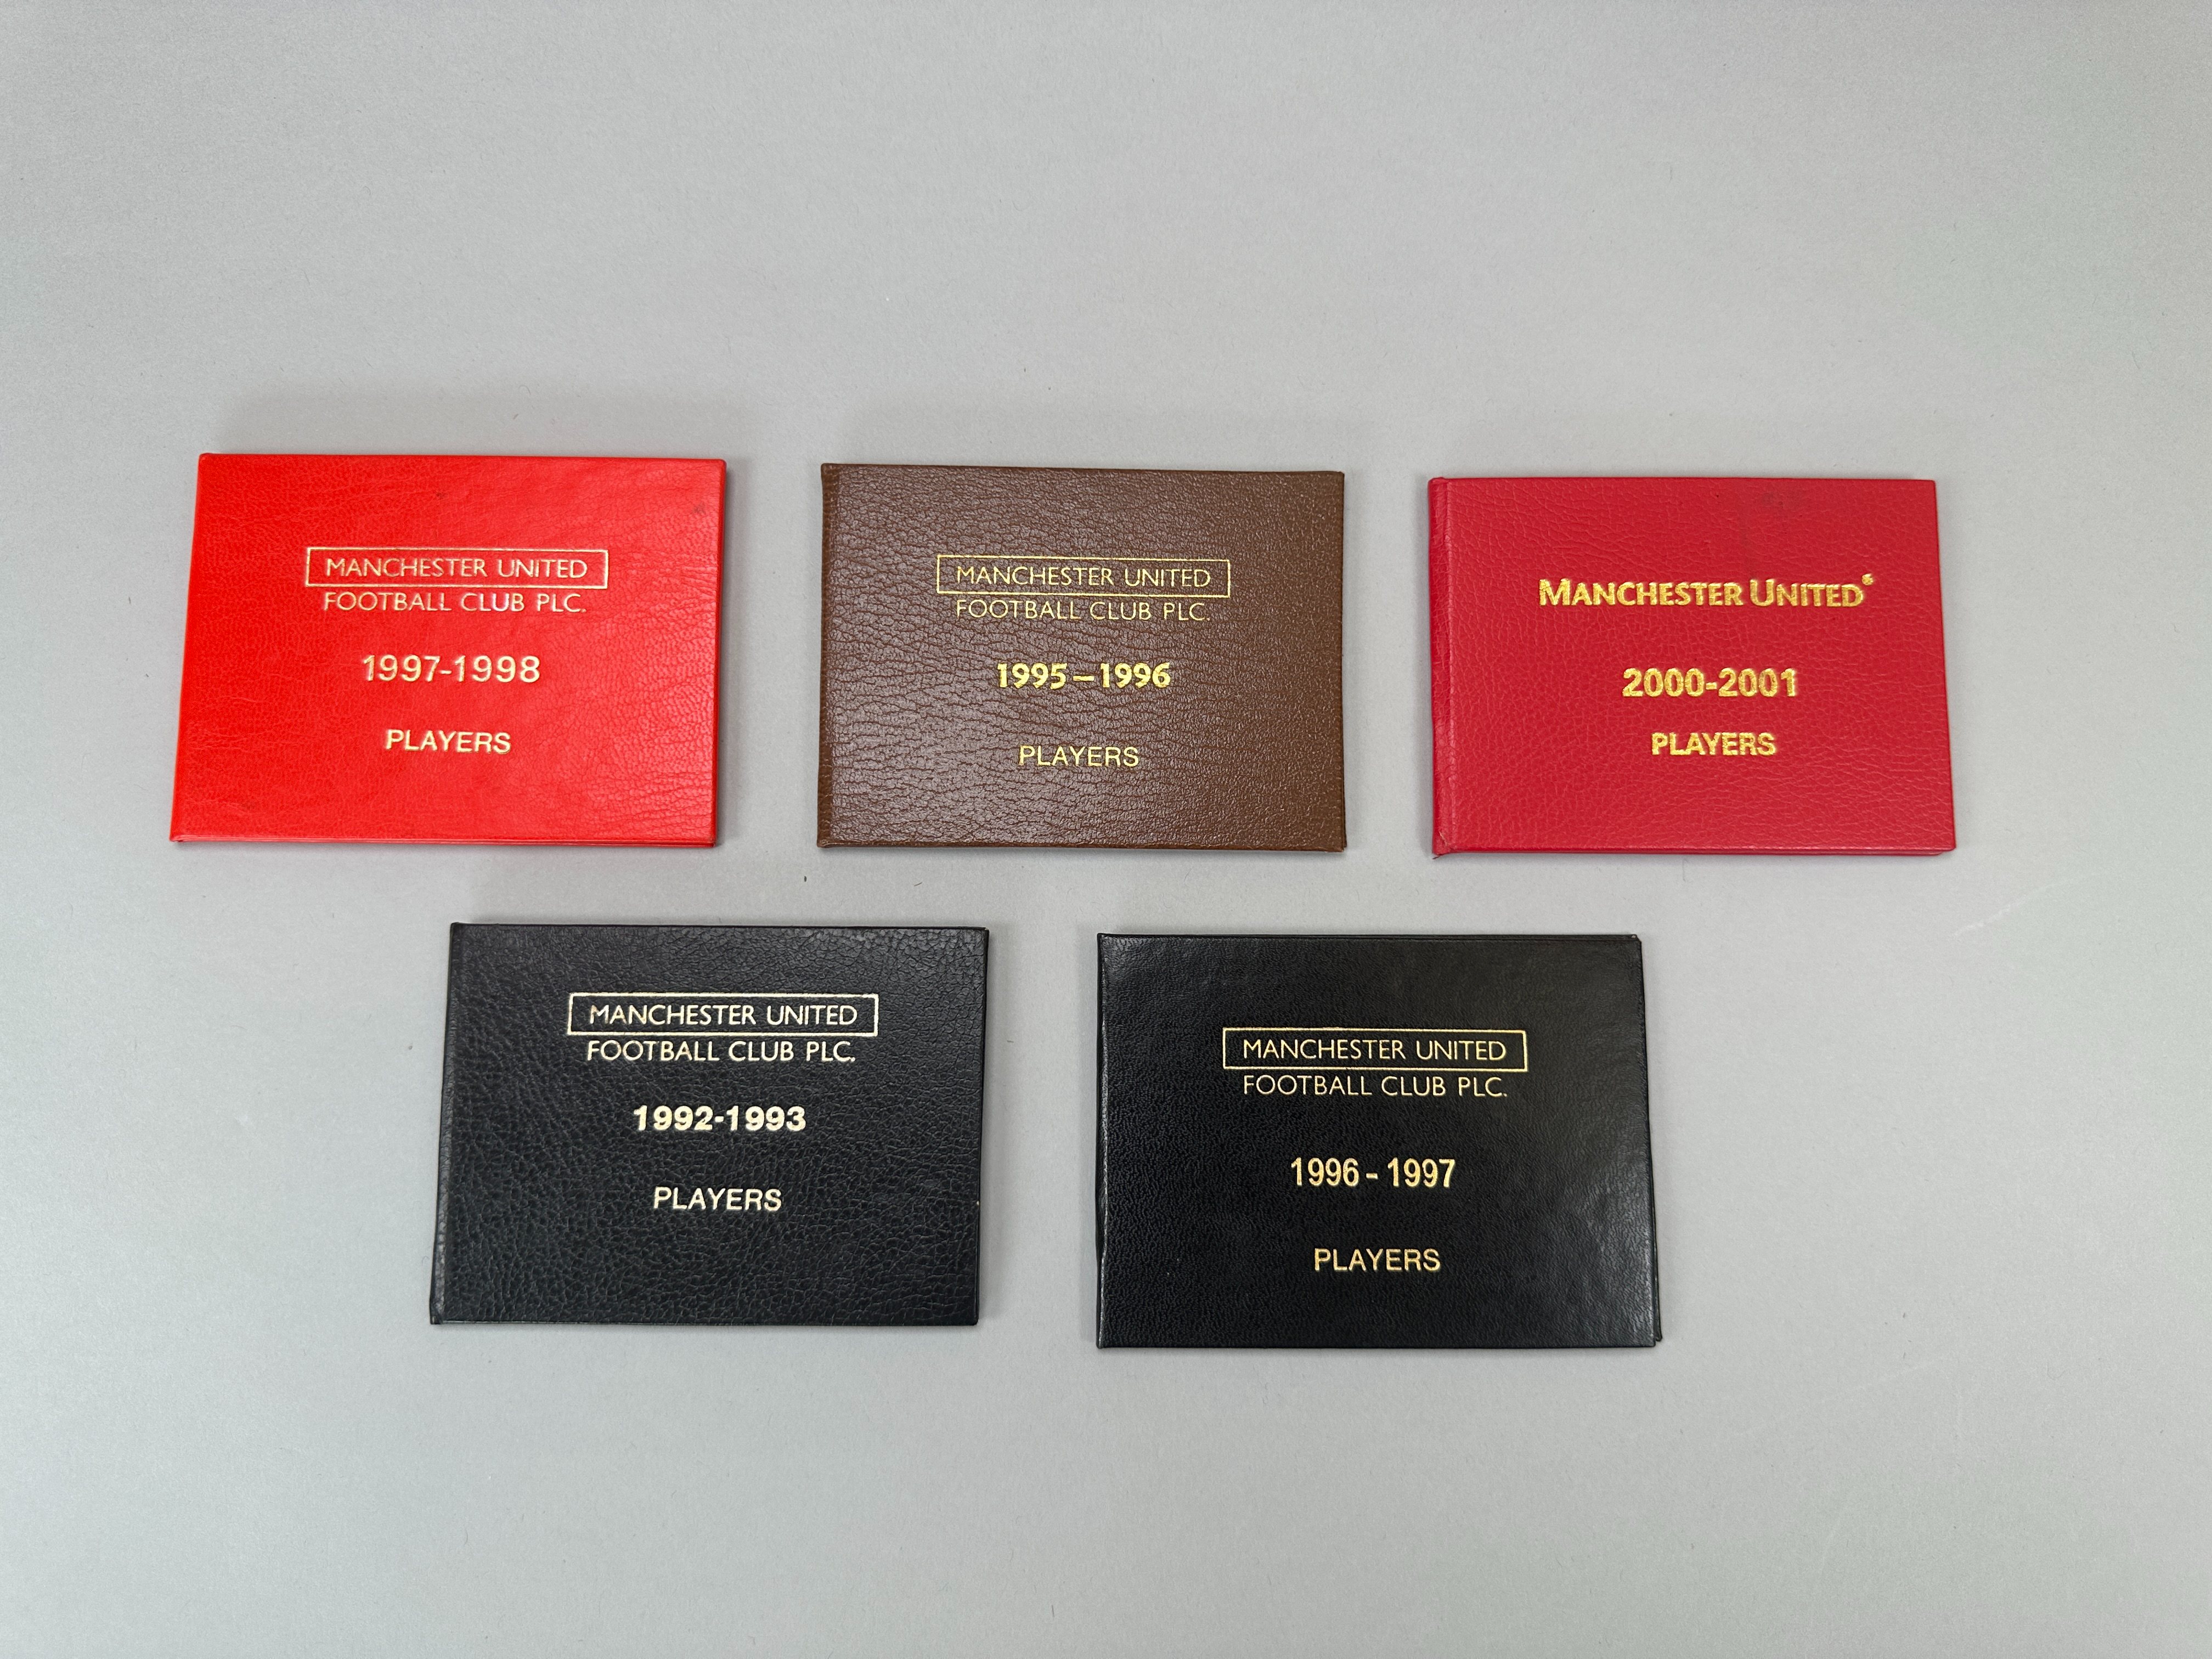 MANCHESTER UNITED
FOOTBALL CLUB PLC.
1997-1998
PLAYERS
MANCHESTER UNITED
FOOTBALL CLUB PLC.
1995–1996
PLAYERS
MANCHESTER UNITED
2000-2001
PLAYERS
MANCHESTER UNITED
FOOTBALL CLUB PLC.
1992-1993
PLAYERS
MANCHESTER UNITED
FOOTBALL CLUB PLC.
1996 - 1997
PLAYERS